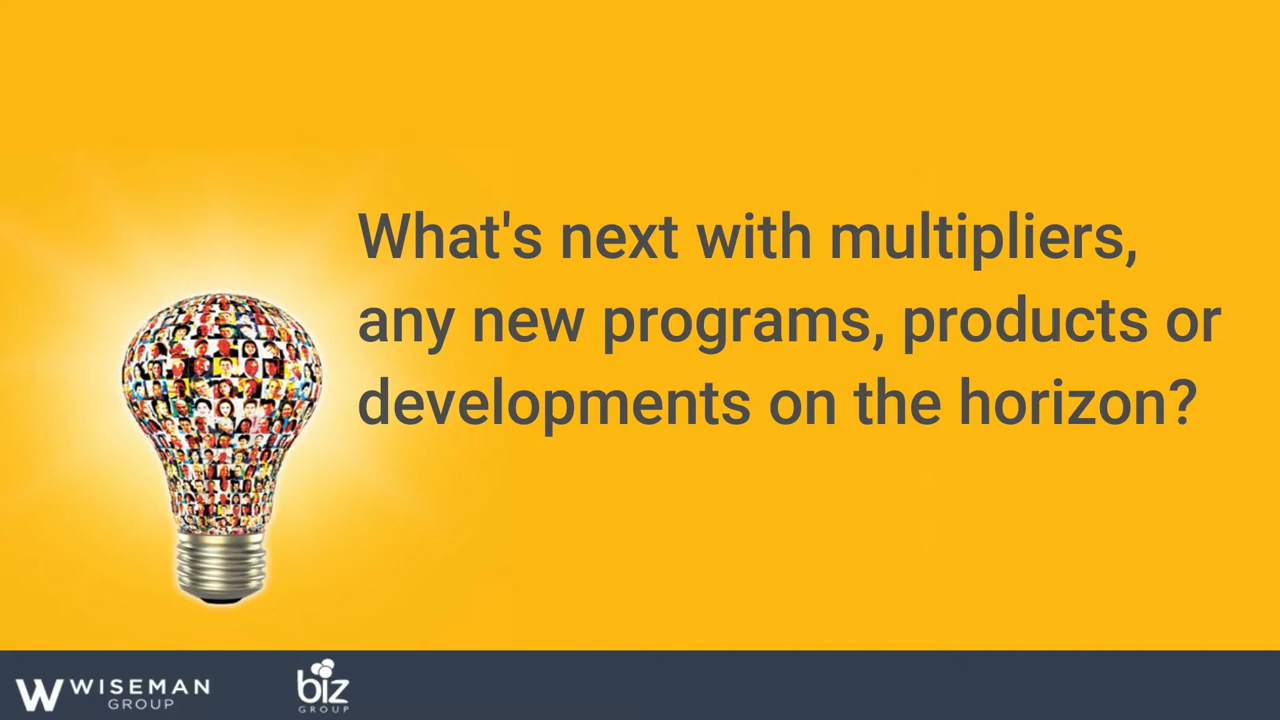 What's next with multipliers,
any new programs, products or
developments on the horizon?
W WISEMAN
GROUP
biz
GROUP